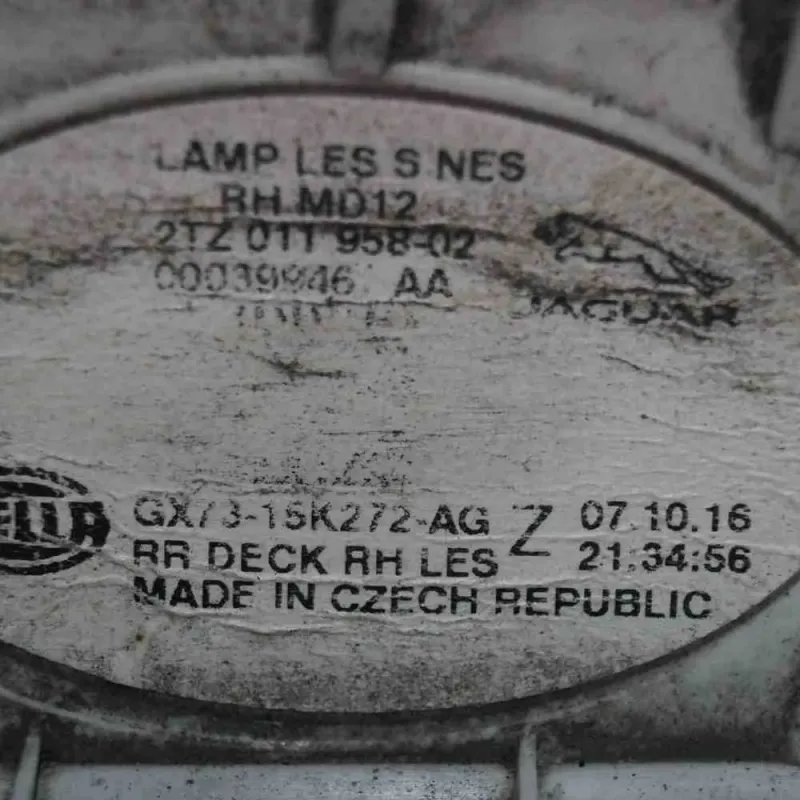 LAMP LES S NES
RH MD12
2TZ 011 958-02
00039946 AA
JAGUAR
HELLA
GX73-15K272-AG Z 07.10.16
RR DECK RH LES 21:34:56
MADE IN CZECH REPUBLIC